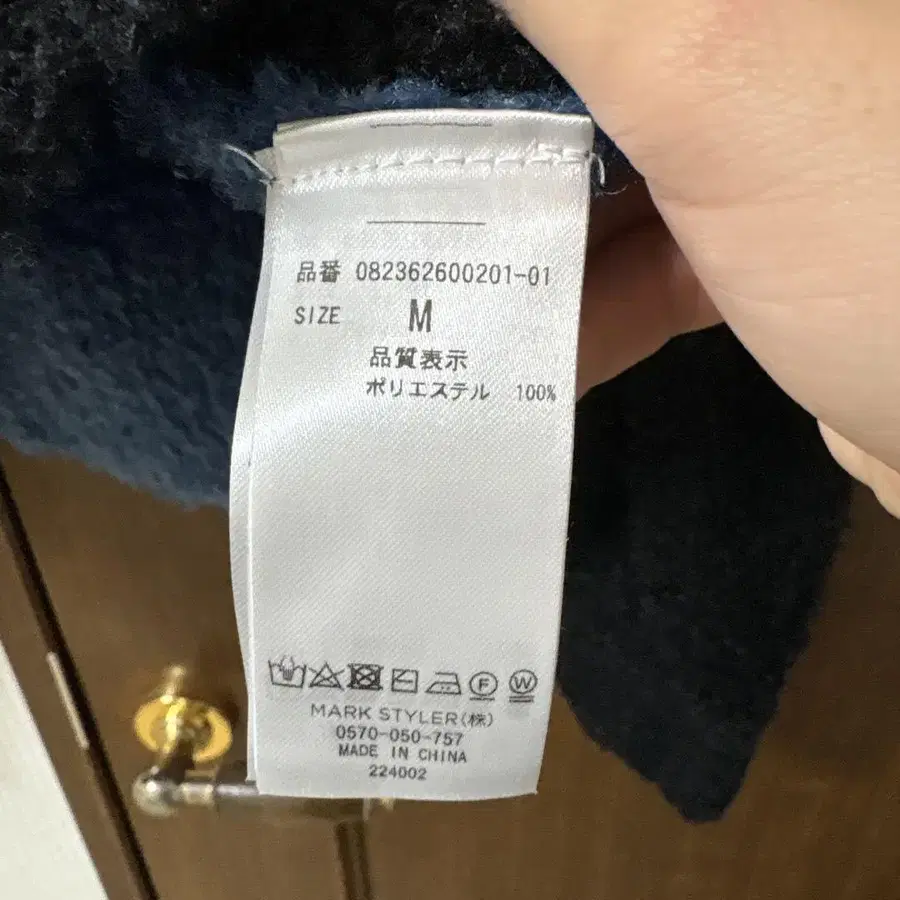 品番 082362600201-01
SIZE M
品質表示
ポリエステル 100%
F W
MARK STYLER(株)
0570-050-757
MADE IN CHINA
224002